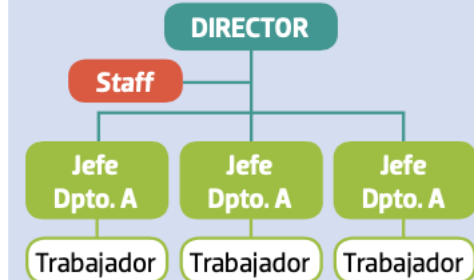 DIRECTOR
Staff
Jefe
Dpto. A
Jefe
Dpto. A
Jefe
Dpto. A
Trabajador
Trabajador
Trabajador